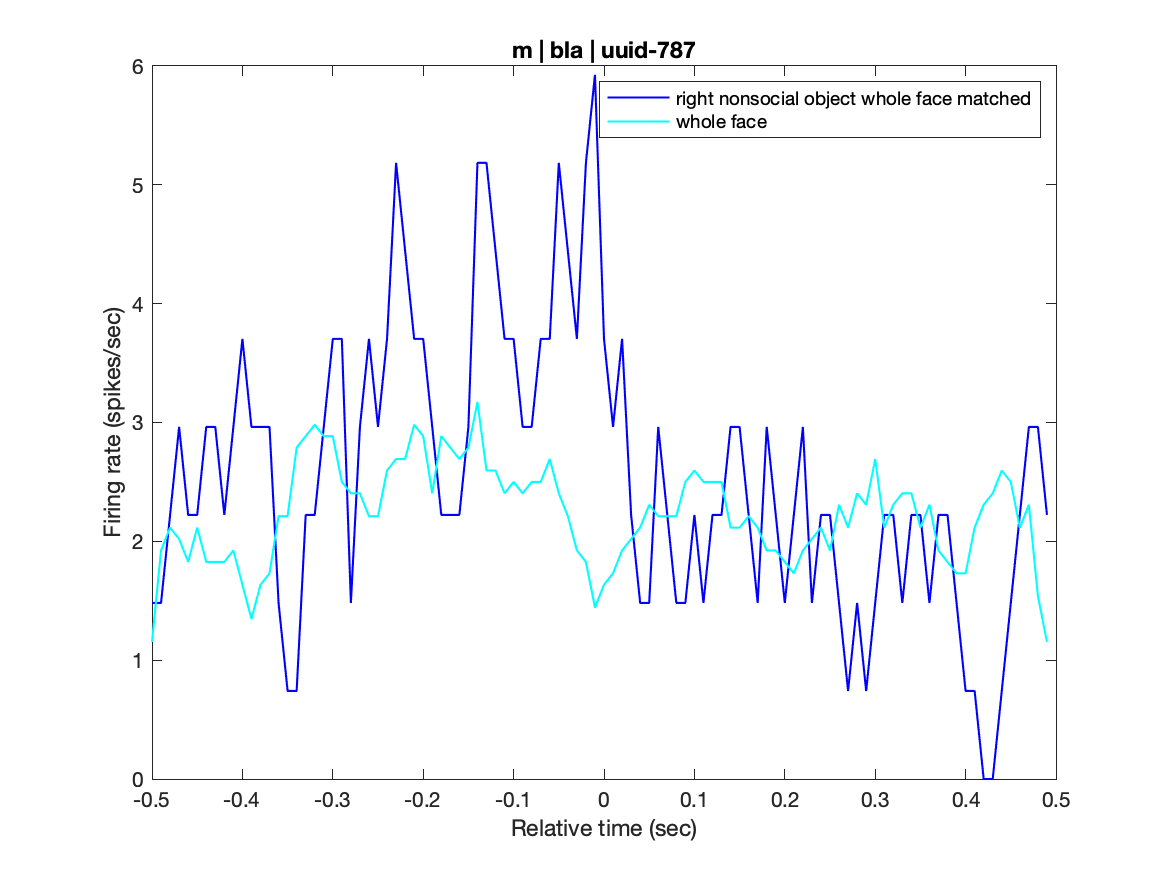 m | bla | uuid-787
right nonsocial object whole face matched
whole face
Firing rate (spikes/sec)
6
5
4
3
2
1
0
-0.5 -0.4 -0.3 -0.2 -0.1 0 0.1 0.2 0.3 0.4 0.5
Relative time (sec)